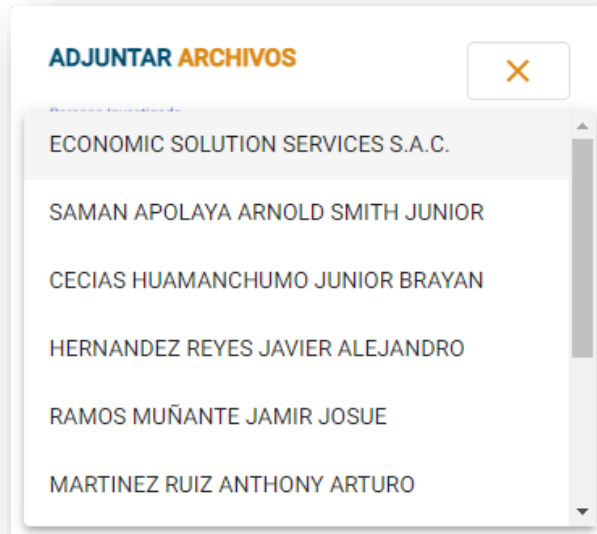 ADJUNTAR ARCHIVOS
ECONOMIC SOLUTION SERVICES S.A.C.
SAMAN APOLAYA ARNOLD SMITH JUNIOR
CECIAS HUAMANCHUMO JUNIOR BRAYAN
HERNANDEZ REYES JAVIER ALEJANDRO
RAMOS MUÑANTE JAMIR JOSUE
MARTINEZ RUIZ ANTHONY ARTURO